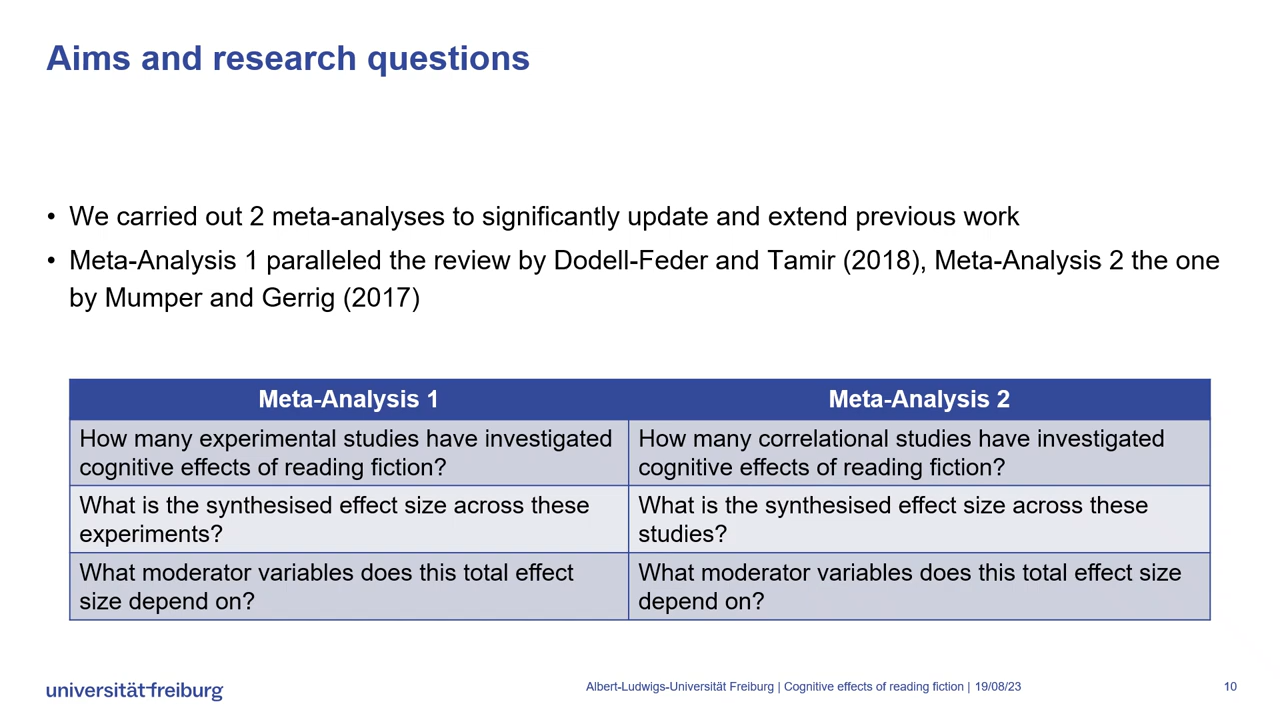 Aims and research questions
• We carried out 2 meta-analyses to significantly update and extend previous work
• Meta-Analysis 1 paralleled the review by Dodell-Feder and Tamir (2018), Meta-Analysis 2 the one
by Mumper and Gerrig (2017)
Meta-Analysis 1
Meta-Analysis 2
How many experimental studies have investigated
cognitive effects of reading fiction?
How many correlational studies have investigated
cognitive effects of reading fiction?
What is the synthesised effect size across these
experiments?
What is the synthesised effect size across these
studies?
What moderator variables does this total effect
size depend on?
What moderator variables does this total effect size
depend on?
universität freiburg
Albert-Ludwigs-Universität Freiburg | Cognitive effects of reading fiction | 19/08/23
10